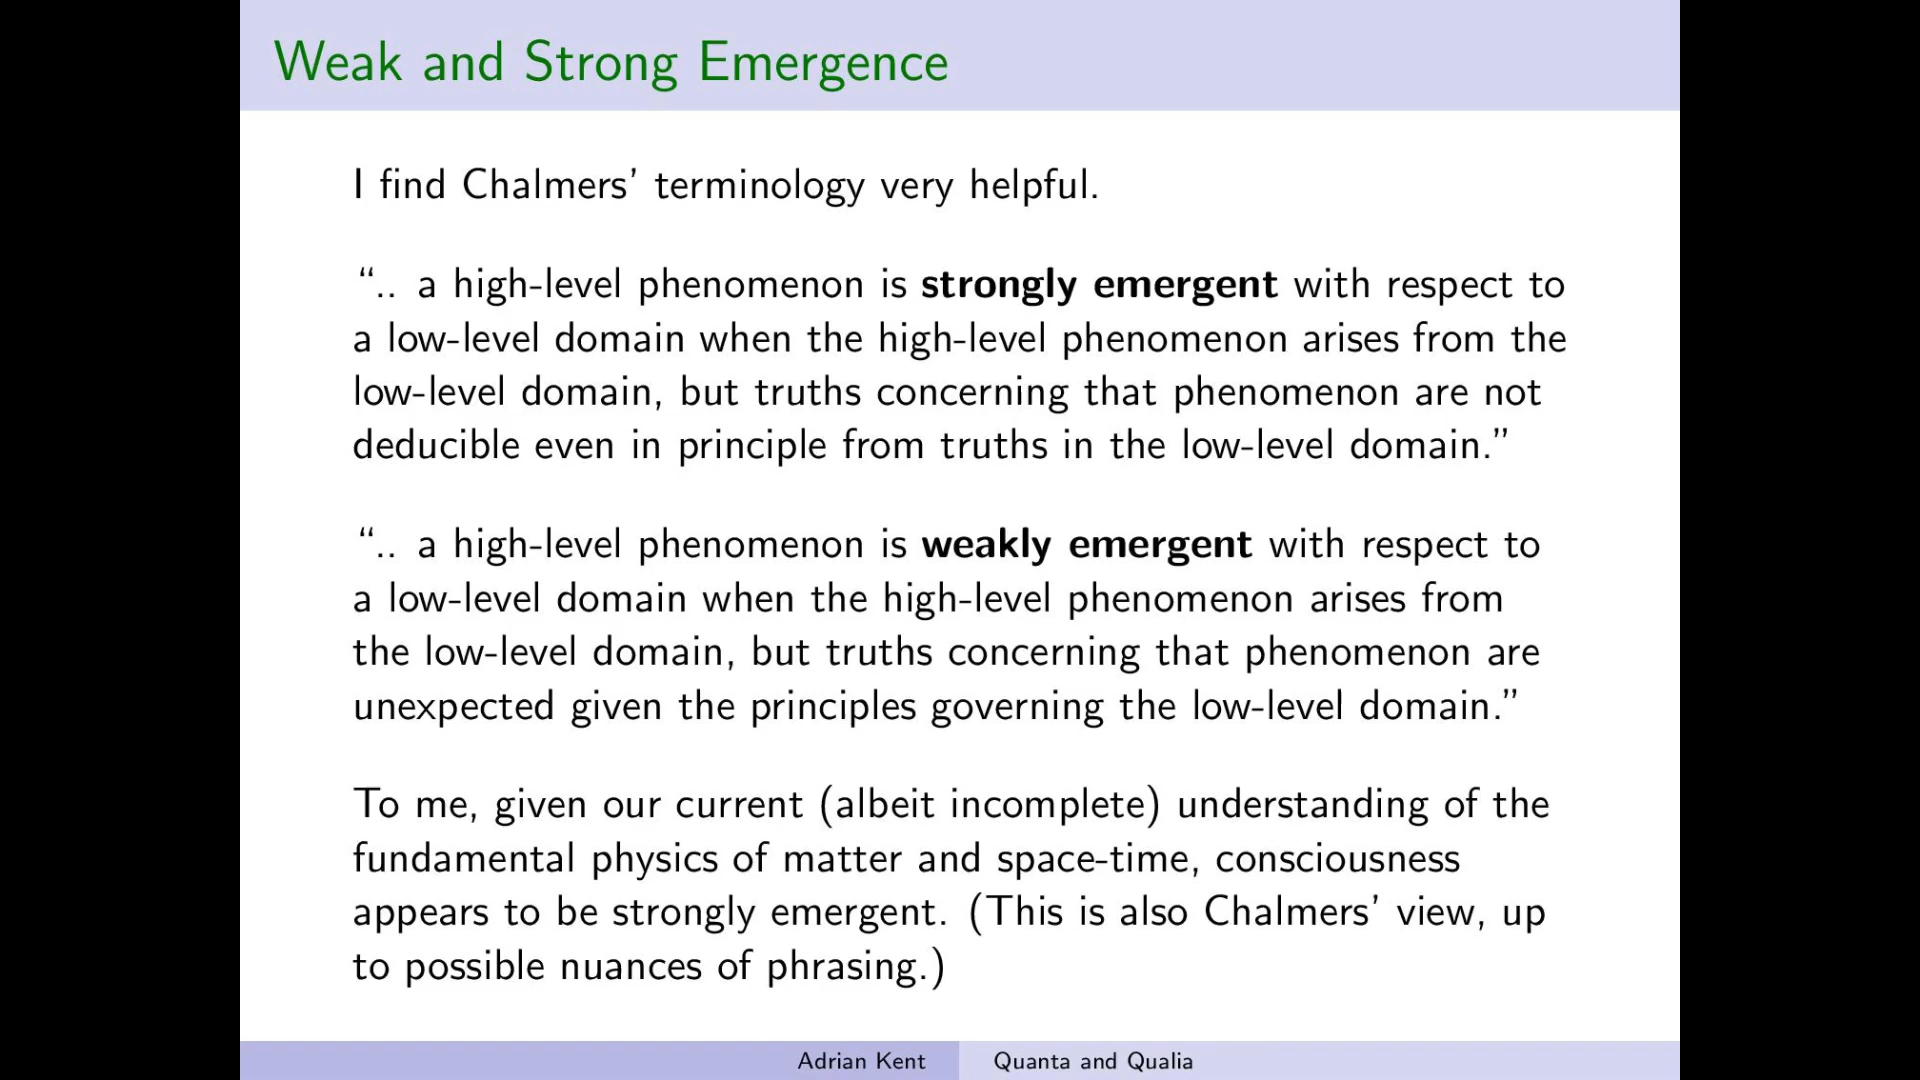 Weak and Strong Emergence
I find Chalmers’ terminology very helpful.
“.. a high-level phenomenon is strongly emergent with respect to
a low-level domain when the high-level phenomenon arises from the
low-level domain, but truths concerning that phenomenon are not
deducible even in principle from truths in the low-level domain.”
“.. a high-level phenomenon is weakly emergent with respect to
a low-level domain when the high-level phenomenon arises from
the low-level domain, but truths concerning that phenomenon are
unexpected given the principles governing the low-level domain.”
To me, given our current (albeit incomplete) understanding of the
fundamental physics of matter and space-time, consciousness
appears to be strongly emergent. (This is also Chalmers’ view, up
to possible nuances of phrasing.)
Adrian Kent Quanta and Qualia